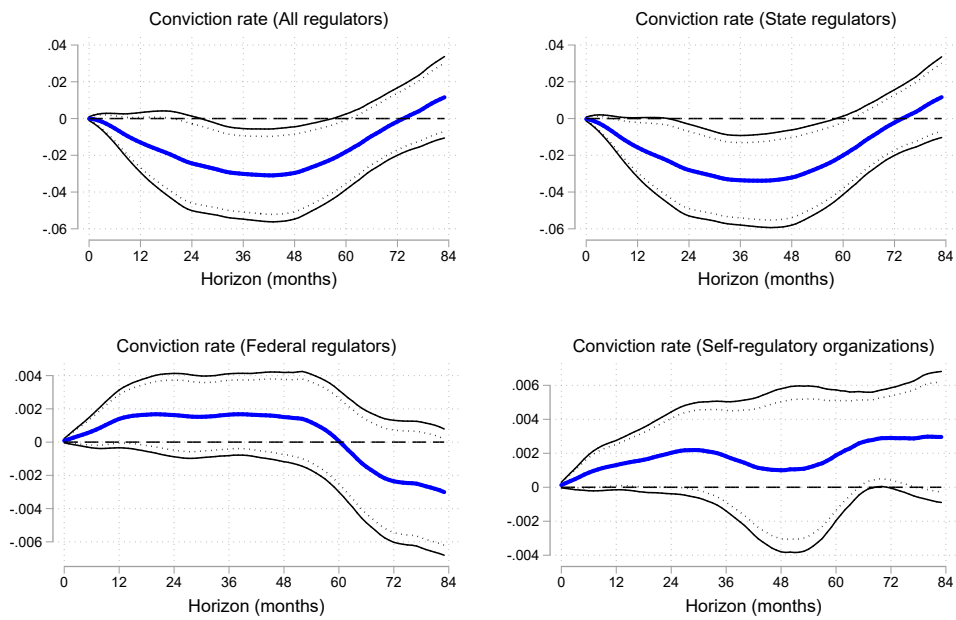 Conviction rate (All regulators)
.04
.02
0
-.02
-.04
-.06
0 12 24 36 48 60 72 84
Horizon (months)
Conviction rate (State regulators)
.04
.02
0
-.02
-.04
-.06
0 12 24 36 48 60 72 84
Horizon (months)
Conviction rate (Federal regulators)
.004
.002
0
-.002
-.004
-.006
0 12 24 36 48 60 72 84
Horizon (months)
Conviction rate (Self-regulatory organizations)
.006
.004
.002
0
-.002
-.004
0 12 24 36 48 60 72 84
Horizon (months)